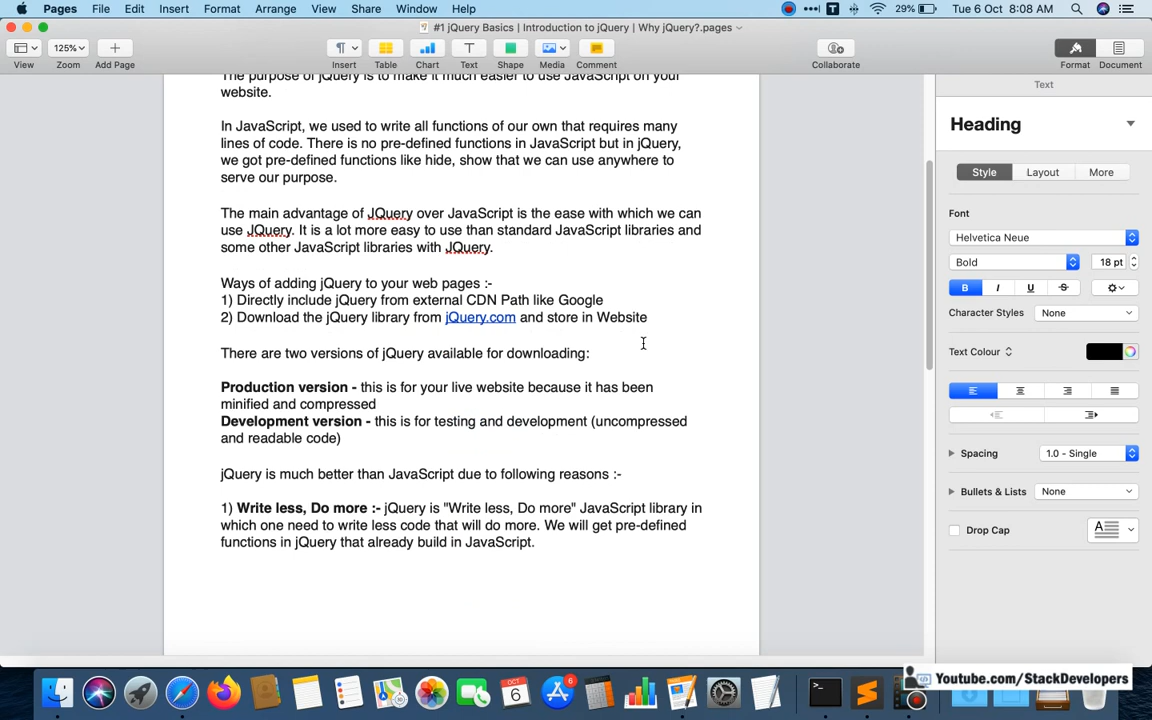 Pages File Edit Insert Format Arrange View Share Window Help 29% Tue 6 Oct 8:08 AM
#1 jQuery Basics | Introduction to jQuery | Why jQuery?.pages
125%
View Zoom Add Page Insert Table Chart Text Shape Media Comment Collaborate Format Document
Text
Heading
Style Layout More
Font
Helvetica Neue
Bold 18 pt
B I U S
Character Styles None
Text Colour
Spacing 1.0 - Single
Bullets & Lists None
Drop Cap
The purpose of jQuery is to make it much easier to use JavaScript on your
website.
In JavaScript, we used to write all functions of our own that requires many
lines of code. There is no pre-defined functions in JavaScript but in jQuery,
we got pre-defined functions like hide, show that we can use anywhere to
serve our purpose.
The main advantage of JQuery over JavaScript is the ease with which we can
use JQuery. It is a lot more easy to use than standard JavaScript libraries and
some other JavaScript libraries with JQuery.
Ways of adding jQuery to your web pages :-
1) Directly include jQuery from external CDN Path like Google
2) Download the jQuery library from jQuery.com and store in Website
There are two versions of jQuery available for downloading:
Production version - this is for your live website because it has been
minified and compressed
Development version - this is for testing and development (uncompressed
and readable code)
jQuery is much better than JavaScript due to following reasons :-
1) Write less, Do more :- jQuery is "Write less, Do more" JavaScript library in
which one need to write less code that will do more. We will get pre-defined
functions in jQuery that already build in JavaScript.
OCT
6
6
Youtube.com/StackDevelopers